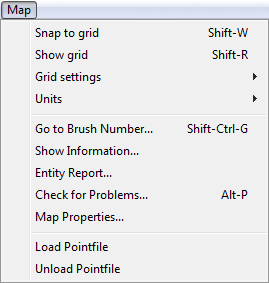 Map
Snap to grid Shift-W
Show grid Shift-R
Grid settings
Units
Go to Brush Number... Shift-Ctrl-G
Show Information...
Entity Report...
Check for Problems... Alt-P
Map Properties...
Load Pointfile
Unload Pointfile